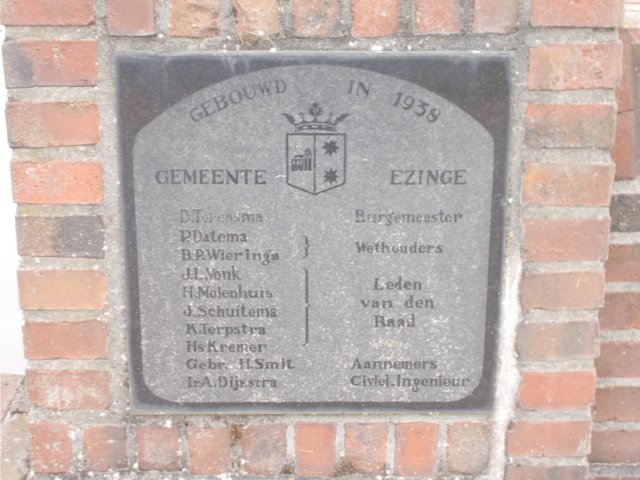 GEBOUWD IN 1938
GEMEENTE EZINGE
D. Torensma Burgemeester
P. Datema
B.P. Wieringa Wethouders
J.L. Vonk
H. Molenhuis Leden
J. Schuitema van den
K. Terpstra Raad
Hs Kremer
Gebr. H. Smit Aannemers
Ir A. Dijkstra Civiel. Ingenieur